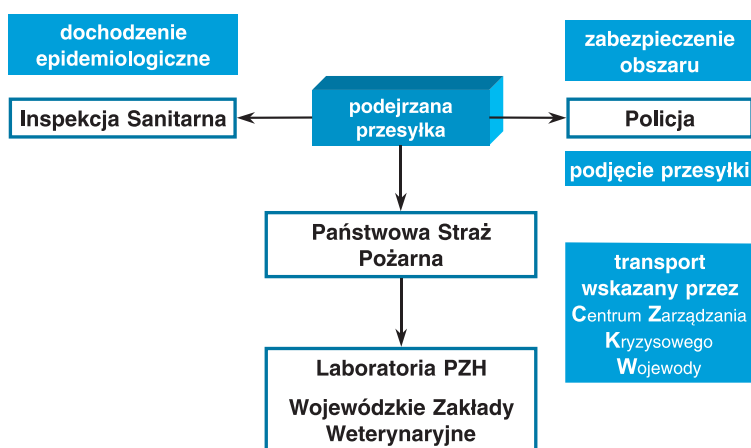 dochodzenie
epidemiologiczne
Inspekcja Sanitarna
podejrzana
przesyłka
zabezpieczenie
obszaru
Policja
podjęcie przesyłki
Państwowa Straż
Pożarna
transport
wskazany przez
Centrum Zarządzania
Kryzysowego
Wojewody
Laboratoria PZH
Wojewódzkie Zakłady
Weterynaryjne